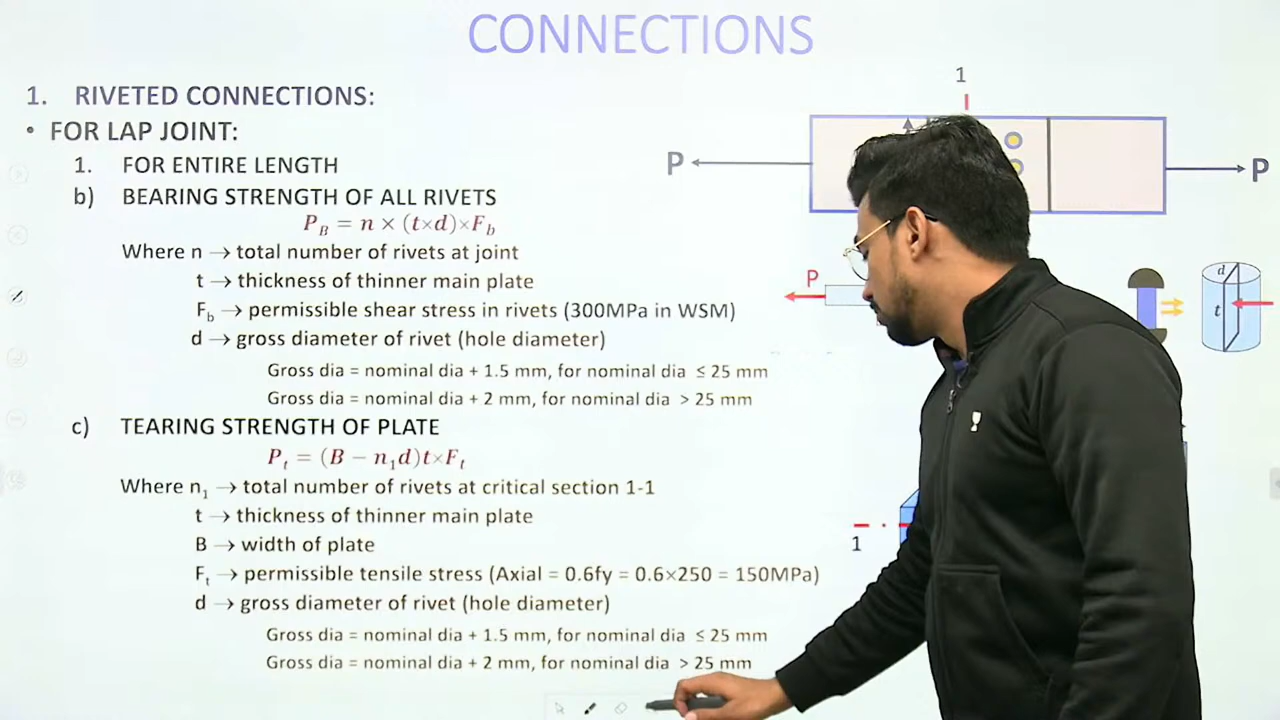 CONNECTIONS
1. RIVETED CONNECTIONS:
• FOR LAP JOINT:
1. FOR ENTIRE LENGTH
b) BEARING STRENGTH OF ALL RIVETS
P_B = n × (t×d)×F_b
Where n → total number of rivets at joint
t → thickness of thinner main plate
F_b → permissible shear stress in rivets (300MPa in WSM)
d → gross diameter of rivet (hole diameter)
Gross dia = nominal dia + 1.5 mm, for nominal dia ≤ 25 mm
Gross dia = nominal dia + 2 mm, for nominal dia > 25 mm
c) TEARING STRENGTH OF PLATE
P_t = (B − n₁d)t×F_t
Where n₁ → total number of rivets at critical section 1-1
t → thickness of thinner main plate
B → width of plate
F_t → permissible tensile stress (Axial = 0.6fy = 0.6×250 = 150MPa)
d → gross diameter of rivet (hole diameter)
Gross dia = nominal dia + 1.5 mm, for nominal dia ≤ 25 mm
Gross dia = nominal dia + 2 mm, for nominal dia > 25 mm
1
P
P
P
d
t
1